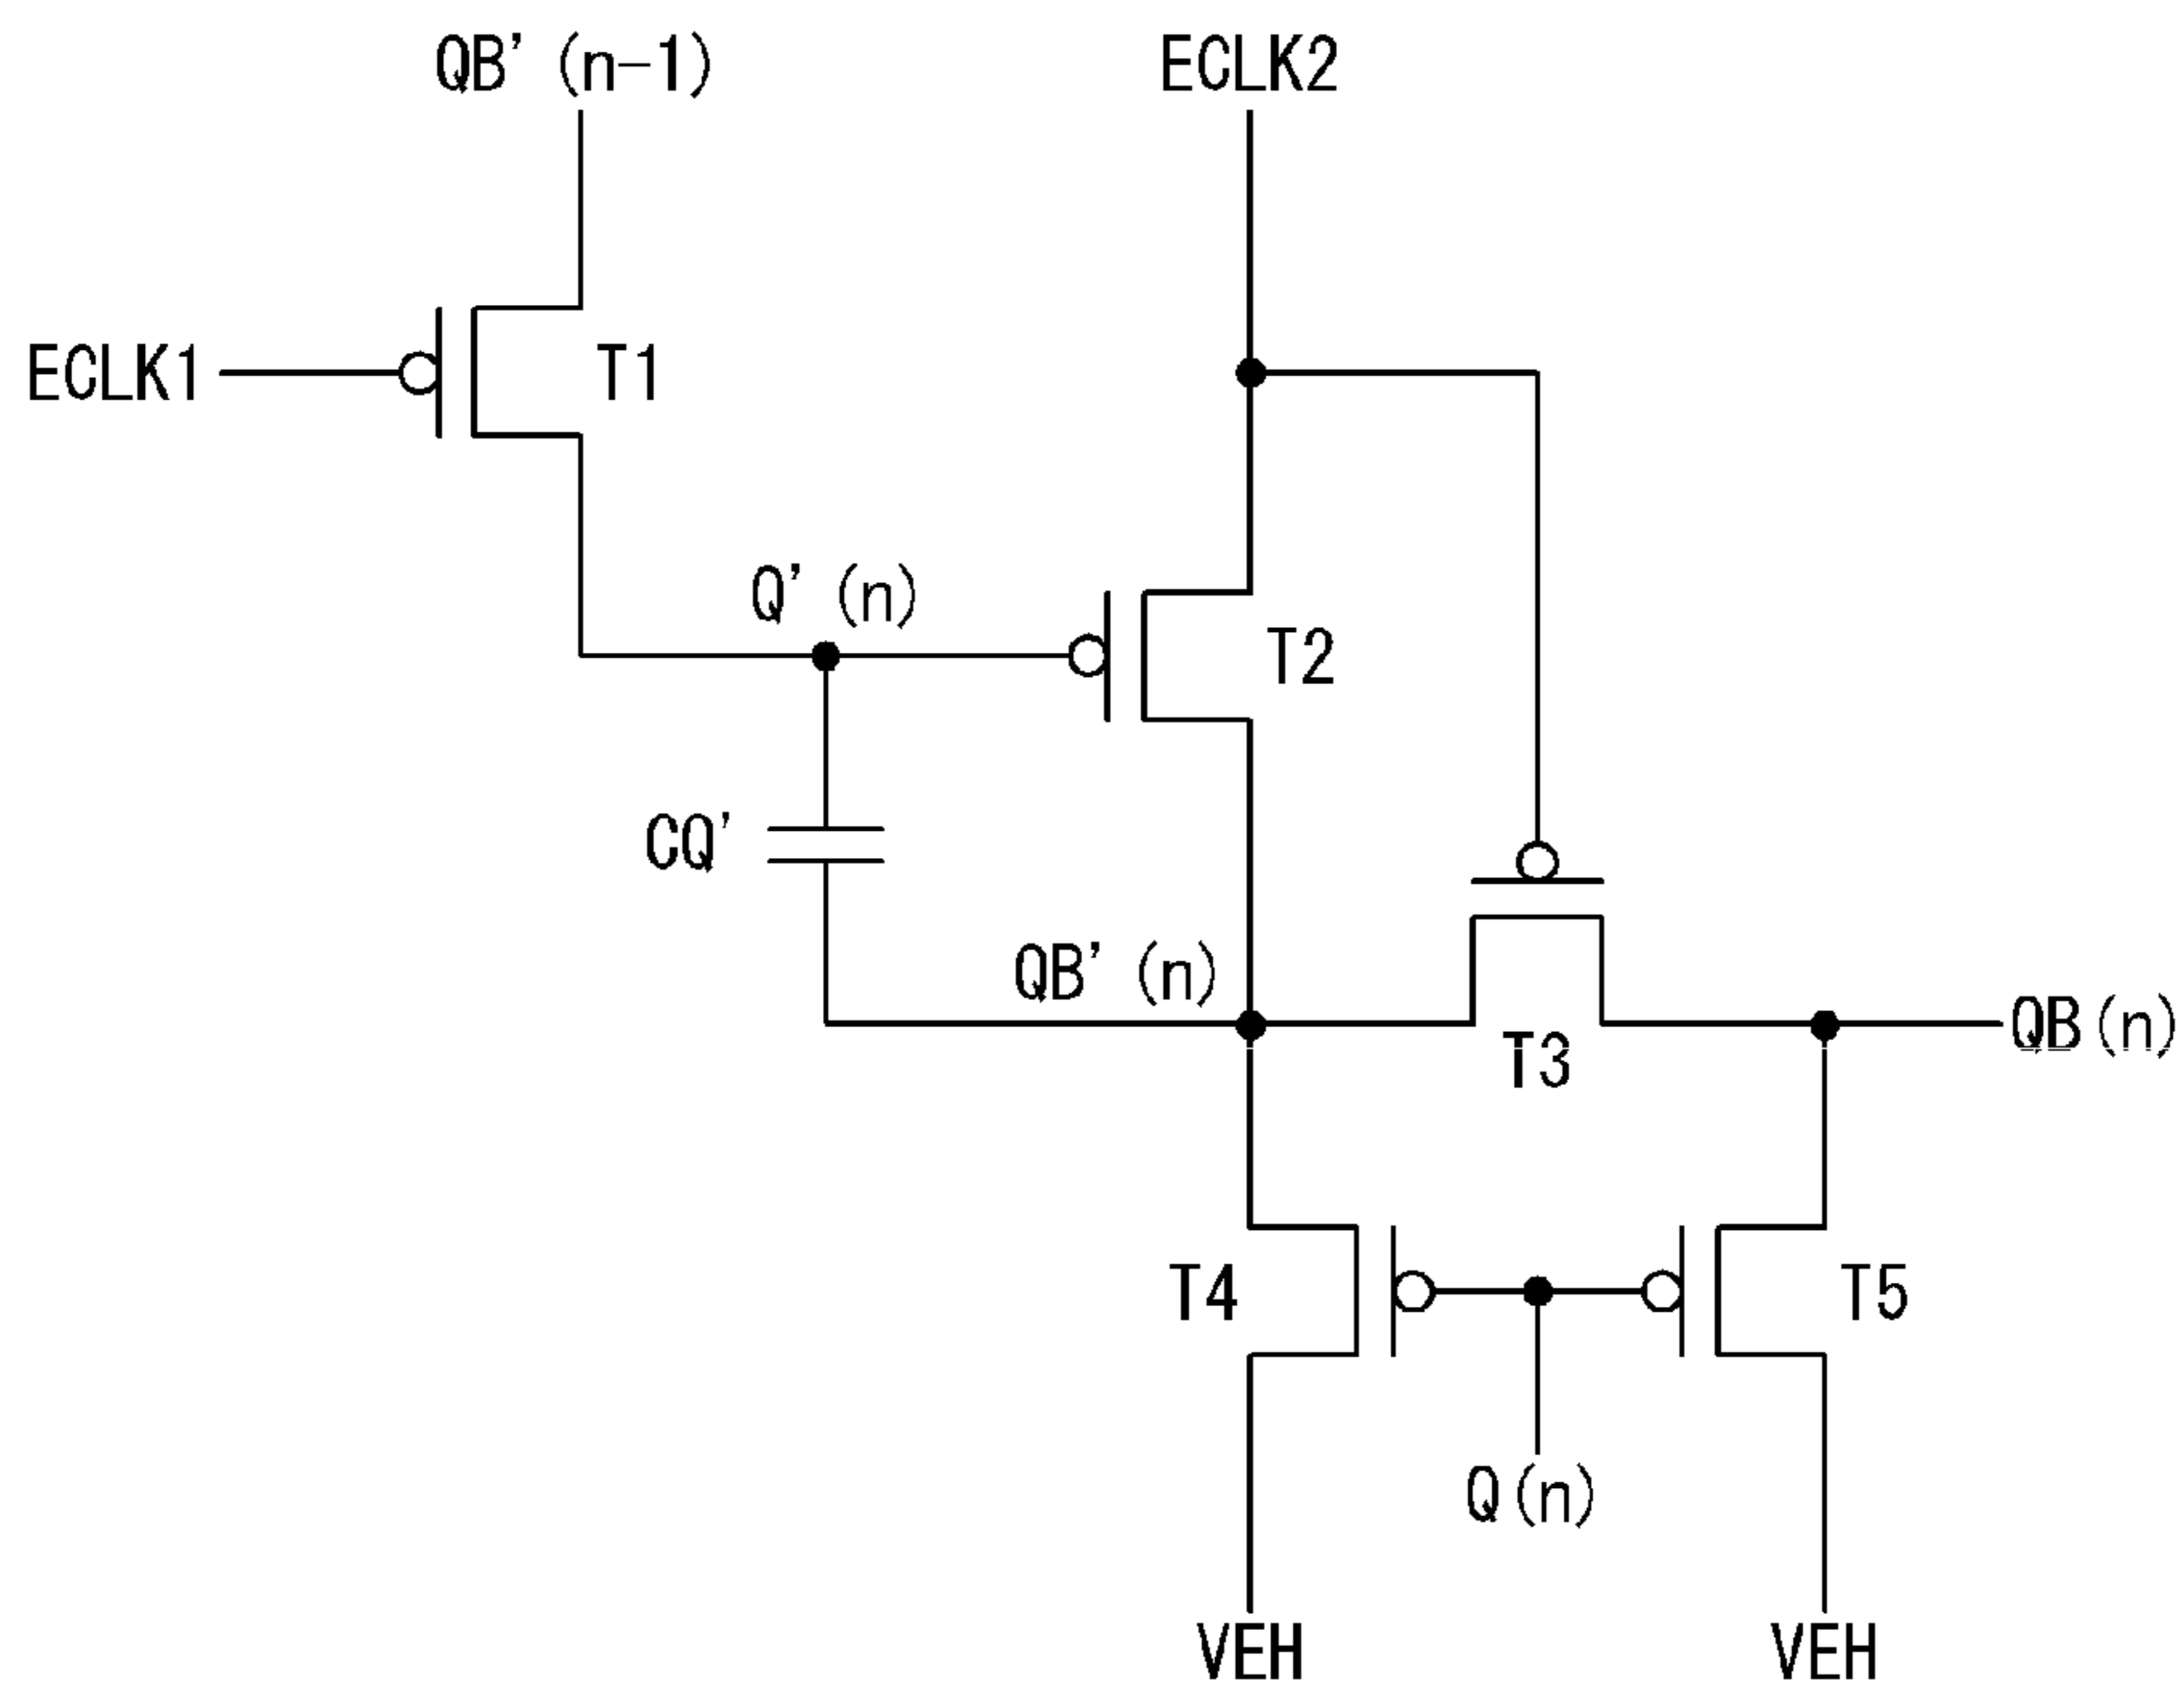 QB' (n-1)
ECLK2
ECLK1
T1
Q' (n)
T2
CQ'
QB' (n)
QB (n)
T3
T4
T5
Q (n)
VEH
VEH